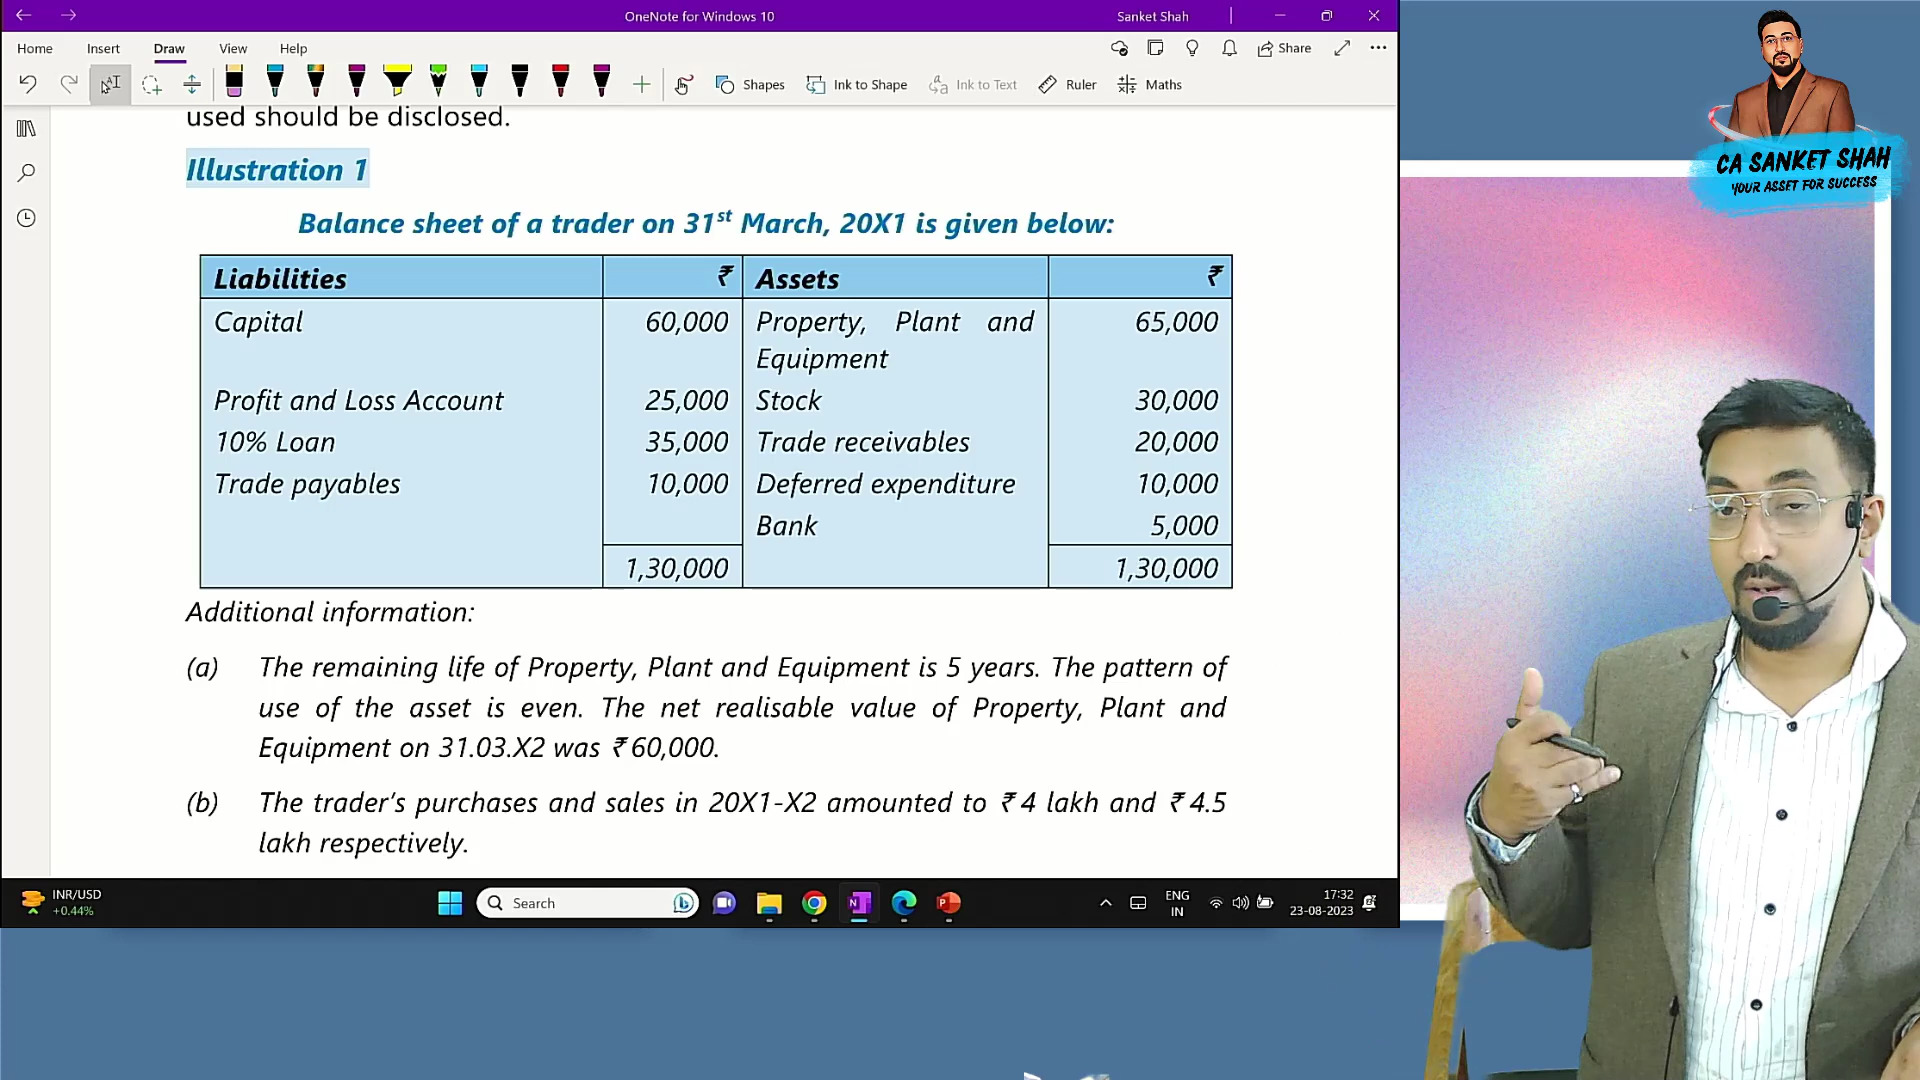 OneNote for Windows 10
Sanket Shah
Home Insert Draw View Help
Share
Shapes Ink to Shape Ink to Text Ruler Maths
used should be disclosed.
Illustration 1
Balance sheet of a trader on 31st March, 20X1 is given below:
Liabilities ₹ Assets ₹
Capital 60,000 Property, Plant and 65,000
Equipment
Profit and Loss Account 25,000 Stock 30,000
10% Loan 35,000 Trade receivables 20,000
Trade payables 10,000 Deferred expenditure 10,000
Bank 5,000
1,30,000 1,30,000
Additional information:
(a) The remaining life of Property, Plant and Equipment is 5 years. The pattern of
use of the asset is even. The net realisable value of Property, Plant and
Equipment on 31.03.X2 was ₹ 60,000.
(b) The trader's purchases and sales in 20X1-X2 amounted to ₹ 4 lakh and ₹ 4.5
lakh respectively.
INR/USD
+0.44%
Search
ENG
IN
17:32
23-08-2023
CA SANKET SHAH
YOUR ASSET FOR SUCCESS